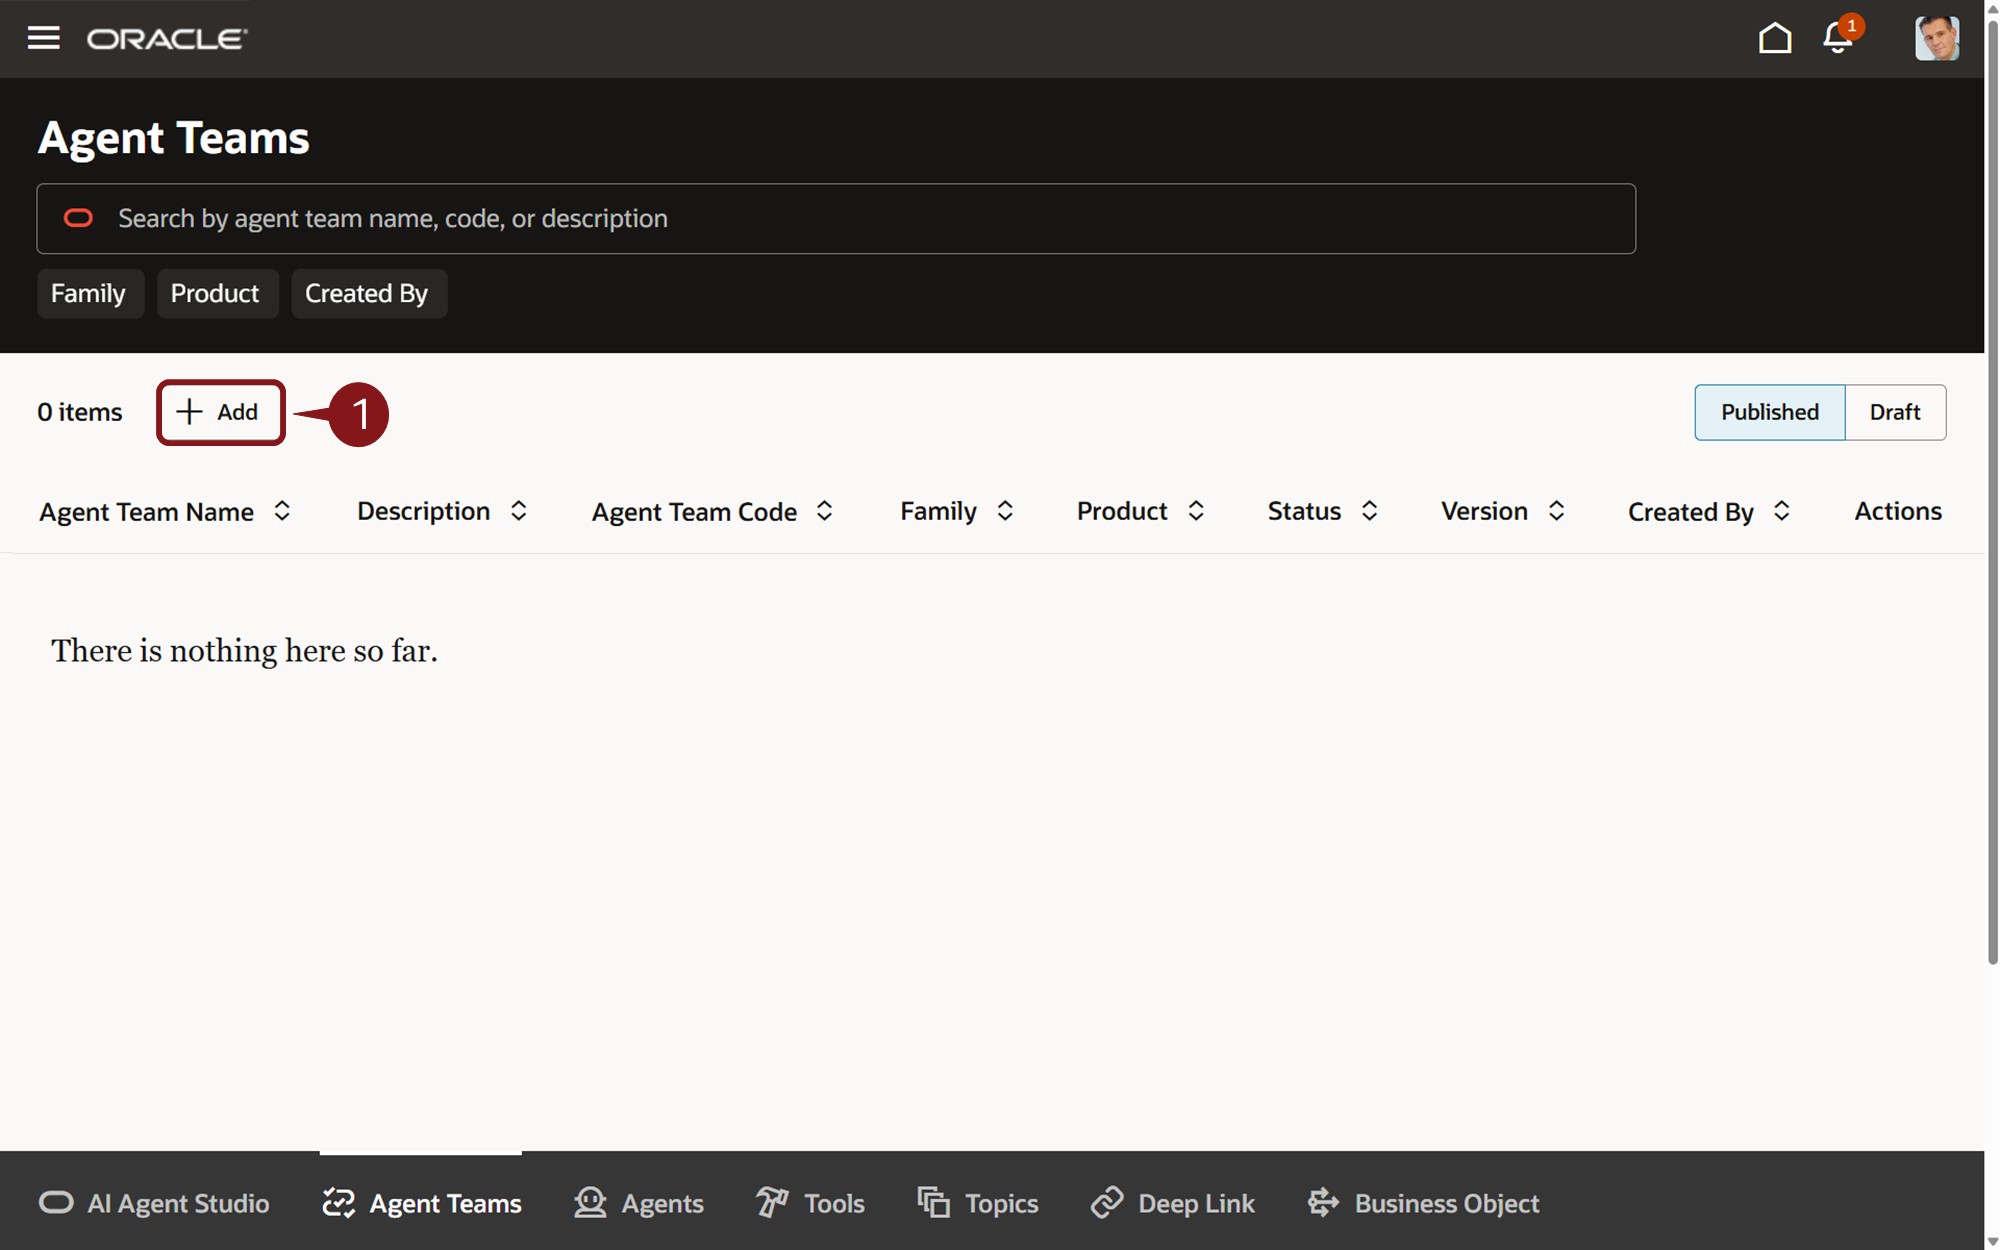 ORACLE
1
Agent Teams
Search by agent team name, code, or description
Family Product Created By
0 items Add 1 Published Draft
Agent Team Name Description Agent Team Code Family Product Status Version Created By Actions
There is nothing here so far.
AI Agent Studio Agent Teams Agents Tools Topics Deep Link Business Object